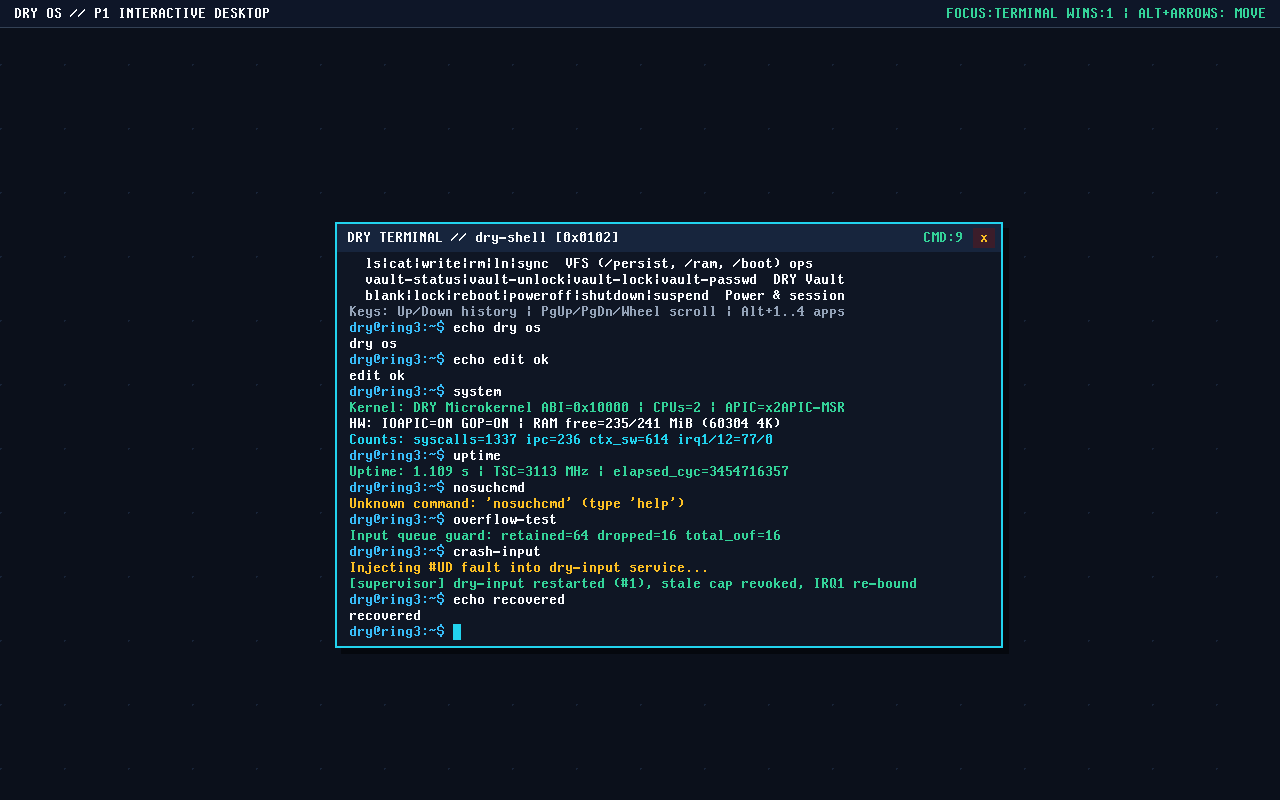 DRY OS // P1 INTERACTIVE DESKTOP
FOCUS:TERMINAL WINS:1 ¦ ALT+ARROWS: MOVE
DRY TERMINAL // dry-shell [0x0102]
CMD:9 x
ls¦cat¦write¦rm¦ln¦sync  VFS (/persist, /ram, /boot) ops
vault-status¦vault-unlock¦vault-lock¦vault-passwd  DRY Vault
blank¦lock¦reboot¦poweroff¦shutdown¦suspend  Power & session
Keys: Up/Down history ¦ PgUp/PgDn/Wheel scroll ¦ Alt+1..4 apps
dry@ring3:~$ echo dry os
dry os
dry@ring3:~$ echo edit ok
edit ok
dry@ring3:~$ system
Kernel: DRY Microkernel ABI=0x10000 ¦ CPUs=2 ¦ APIC=x2APIC-MSR
HW: IOAPIC=ON GOP=ON ¦ RAM free=235/241 MiB (60304 4K)
Counts: syscalls=1337 ipc=236 ctx_sw=614 irq1/12=77/0
dry@ring3:~$ uptime
Uptime: 1.109 s ¦ TSC=3113 MHz ¦ elapsed_cyc=3454716357
dry@ring3:~$ nosuchcmd
Unknown command: 'nosuchcmd' (type 'help')
dry@ring3:~$ overflow-test
Input queue guard: retained=64 dropped=16 total_ovf=16
dry@ring3:~$ crash-input
Injecting #UD fault into dry-input service...
[supervisor] dry-input restarted (#1), stale cap revoked, IRQ1 re-bound
dry@ring3:~$ echo recovered
recovered
dry@ring3:~$